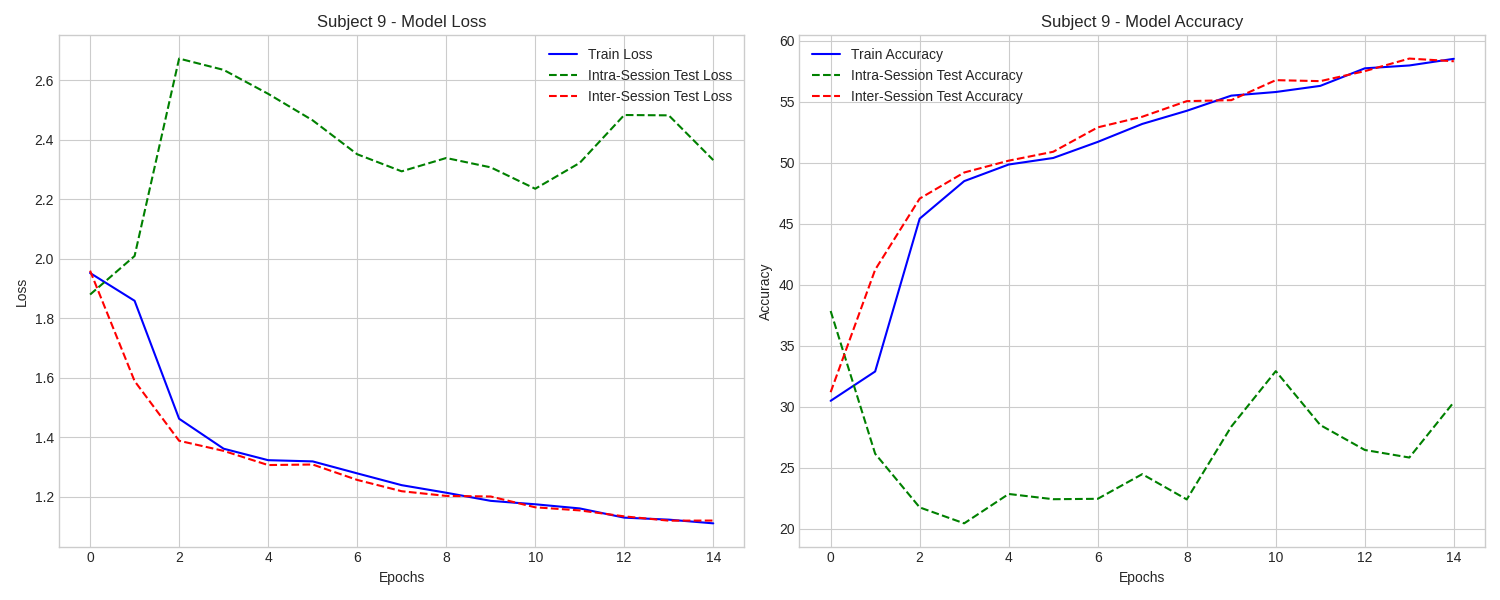 Subject 9 - Model Loss
Train Loss
Intra-Session Test Loss
Inter-Session Test Loss
2.6
2.4
2.2
2.0
1.8
1.6
1.4
1.2
Loss
0 2 4 6 8 10 12 14
Epochs
Subject 9 - Model Accuracy
Train Accuracy
Intra-Session Test Accuracy
Inter-Session Test Accuracy
60
55
50
45
40
35
30
25
20
Accuracy
0 2 4 6 8 10 12 14
Epochs